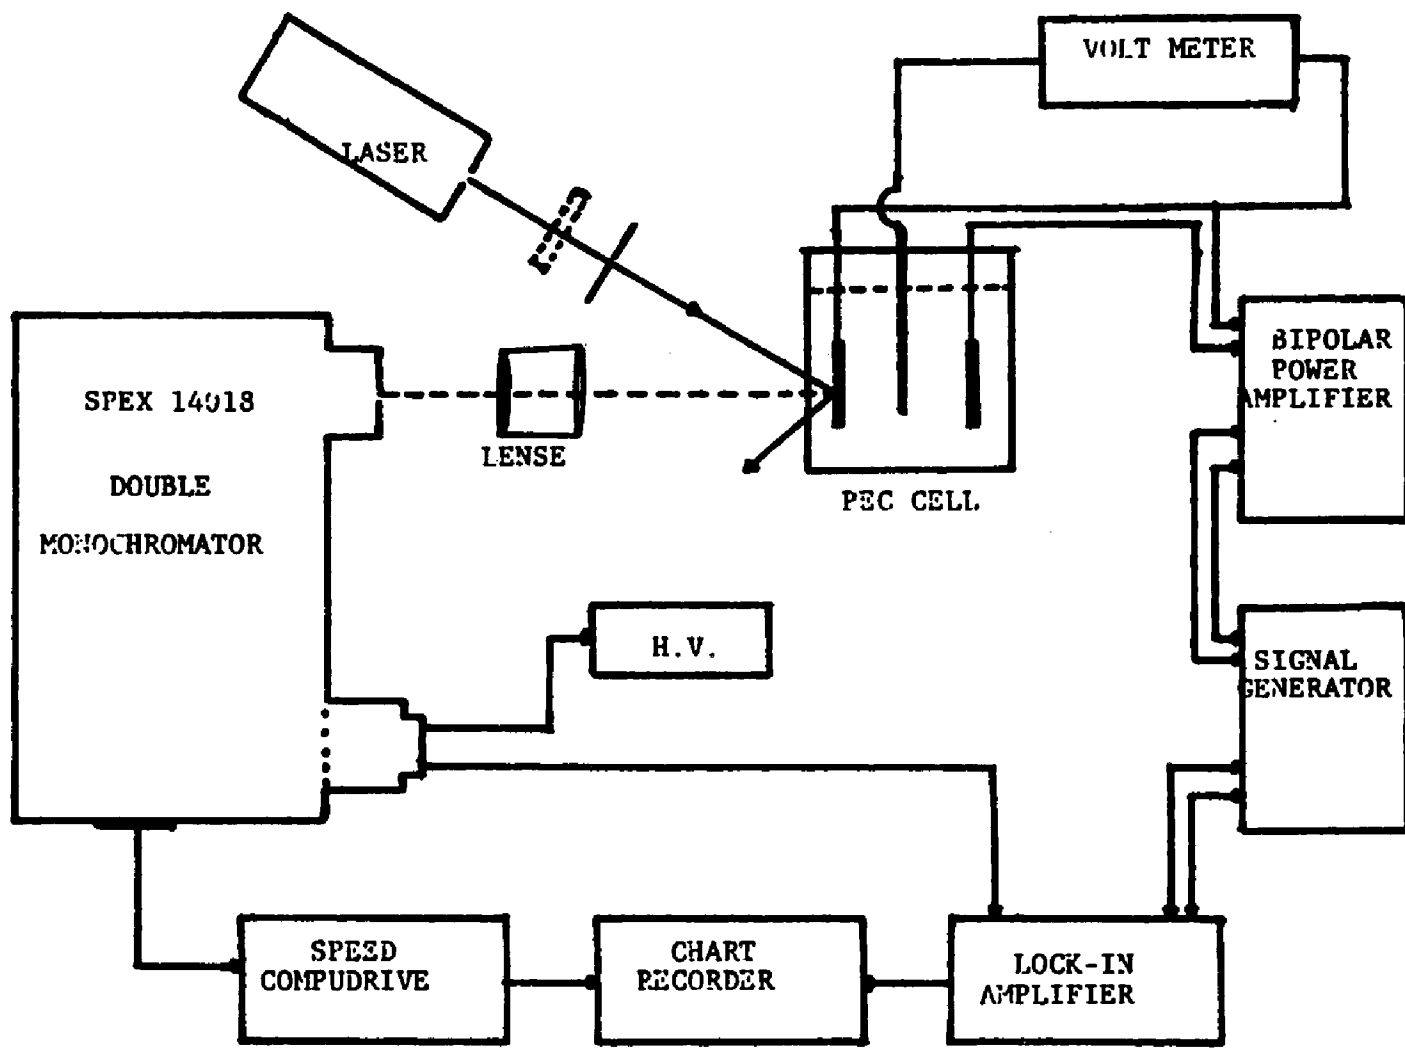 VOLT METER
LASER
BIPOLAR
POWER
AMPLIFIER
SPEX 14018
LENSE
DOUBLE
PEC CELL
MONOCHROMATOR
H.V.
SIGNAL
GENERATOR
SPEED
COMPUDRIVE
CHART
RECORDER
LOCK-IN
AMPLIFIER